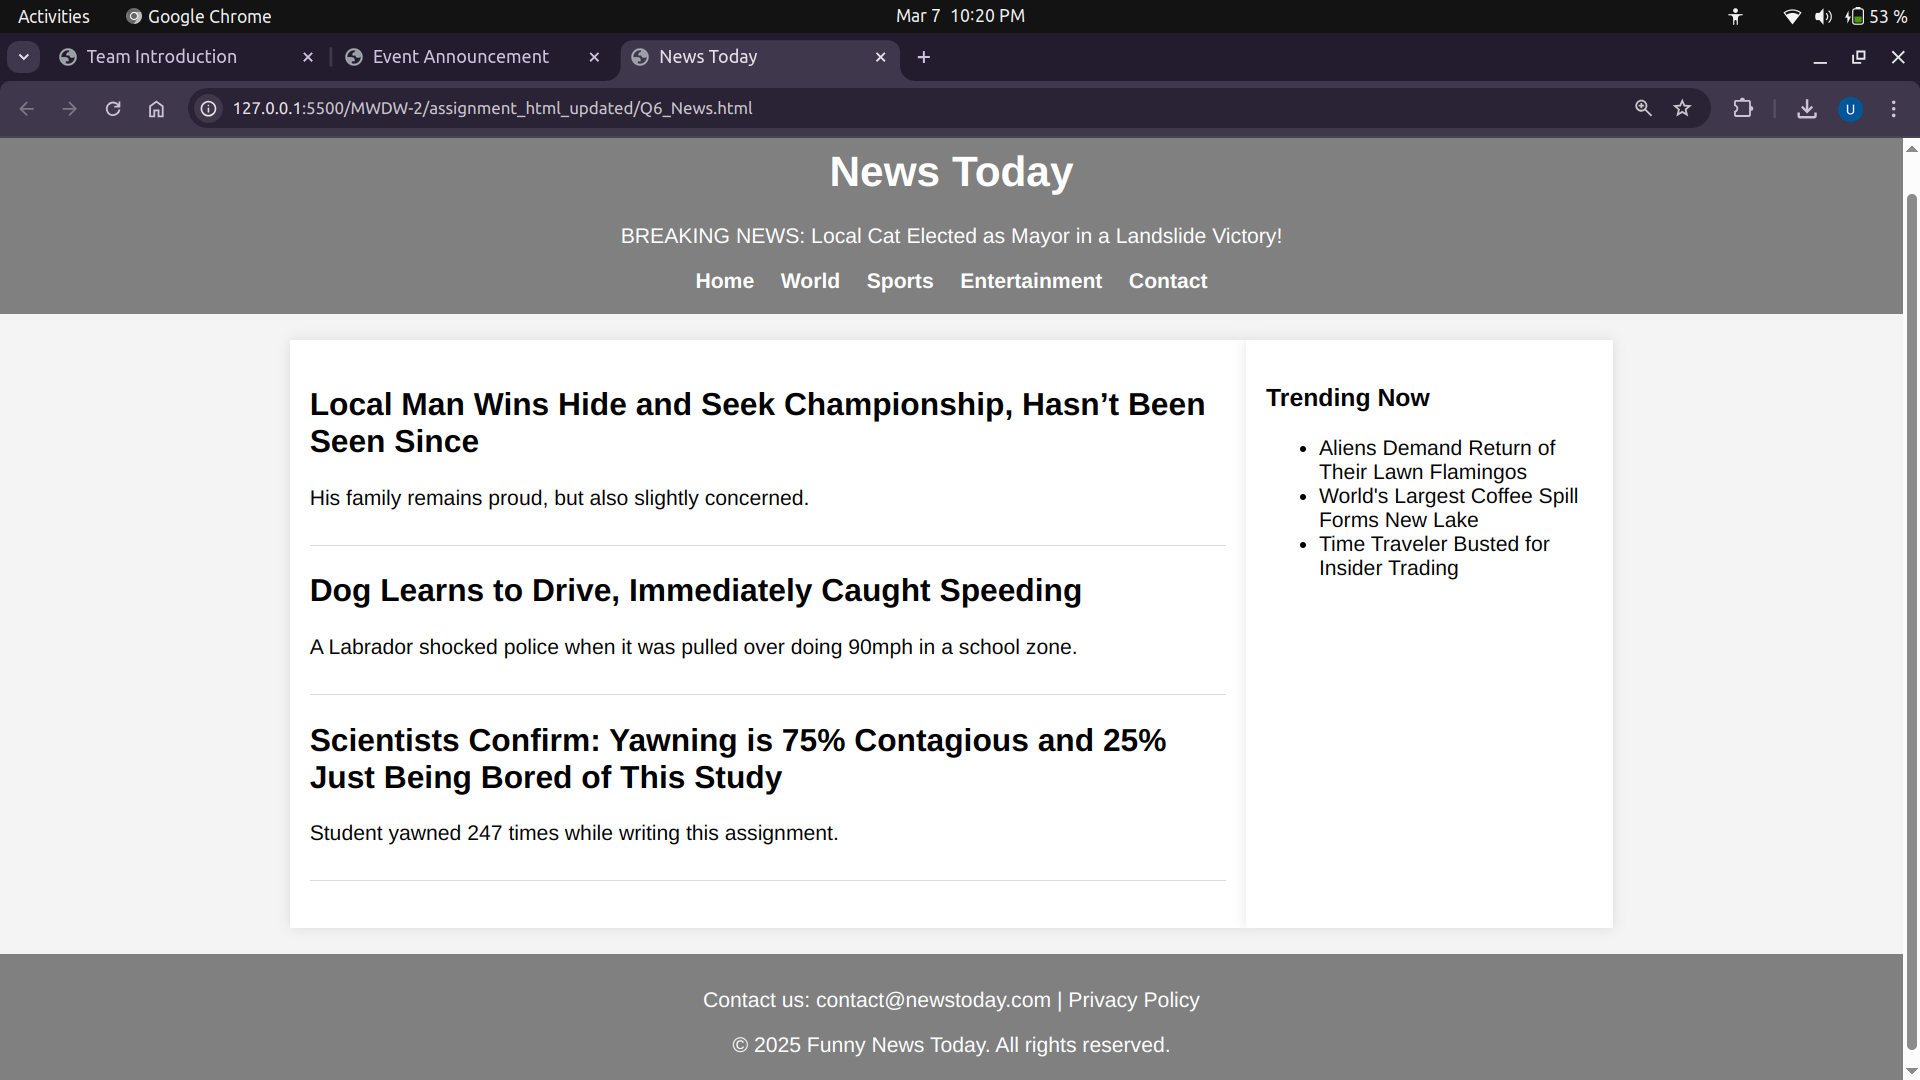 Activities
Google Chrome
Mar 7 10:20 PM
53 %
Team Introduction
Event Announcement
News Today
127.0.0.1:5500/MWDW-2/assignment_html_updated/Q6_News.html
U
News Today
BREAKING NEWS: Local Cat Elected as Mayor in a Landslide Victory!
Home World Sports Entertainment Contact
Local Man Wins Hide and Seek Championship, Hasn’t Been
Seen Since
His family remains proud, but also slightly concerned.
Dog Learns to Drive, Immediately Caught Speeding
A Labrador shocked police when it was pulled over doing 90mph in a school zone.
Scientists Confirm: Yawning is 75% Contagious and 25%
Just Being Bored of This Study
Student yawned 247 times while writing this assignment.
Trending Now
• Aliens Demand Return of
Their Lawn Flamingos
• World's Largest Coffee Spill
Forms New Lake
• Time Traveler Busted for
Insider Trading
Contact us: contact@newstoday.com | Privacy Policy
© 2025 Funny News Today. All rights reserved.